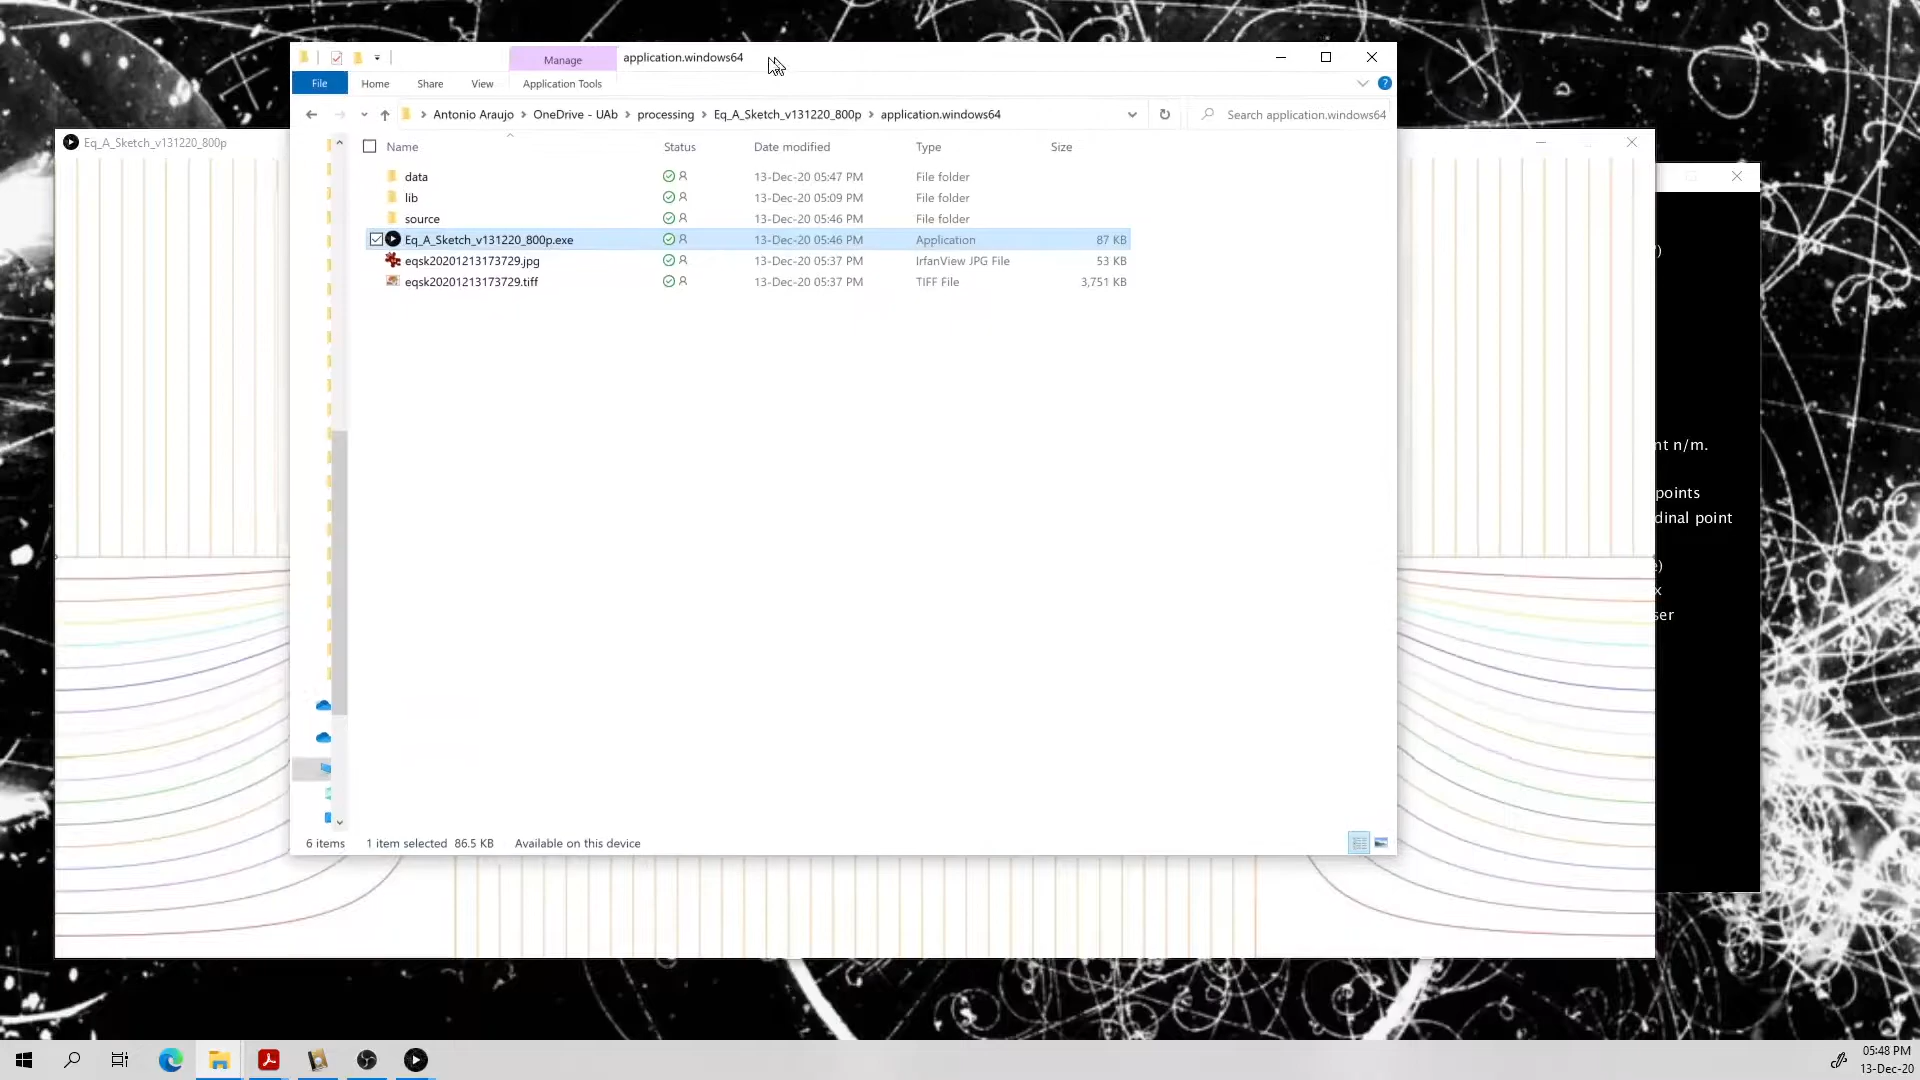 Manage
application.windows64
File
Home
Share
View
Application Tools
Antonio Araujo > OneDrive - UAb > processing > Eq_A_Sketch_v131220_800p > application.windows64
Search application.windows64
Eq_A_Sketch_v131220_800p
Name Status Date modified Type Size
data 13-Dec-20 05:47 PM File folder
lib 13-Dec-20 05:09 PM File folder
source 13-Dec-20 05:46 PM File folder
Eq_A_Sketch_v131220_800p.exe 13-Dec-20 05:46 PM Application 87 KB
eqsk20201213173729.jpg 13-Dec-20 05:37 PM IrfanView JPG File 53 KB
eqsk20201213173729.tiff 13-Dec-20 05:37 PM TIFF File 3,751 KB
nt n/m.
points
dinal point
e)
x
ser
6 items 1 item selected 86.5 KB Available on this device
05:48 PM
13-Dec-20